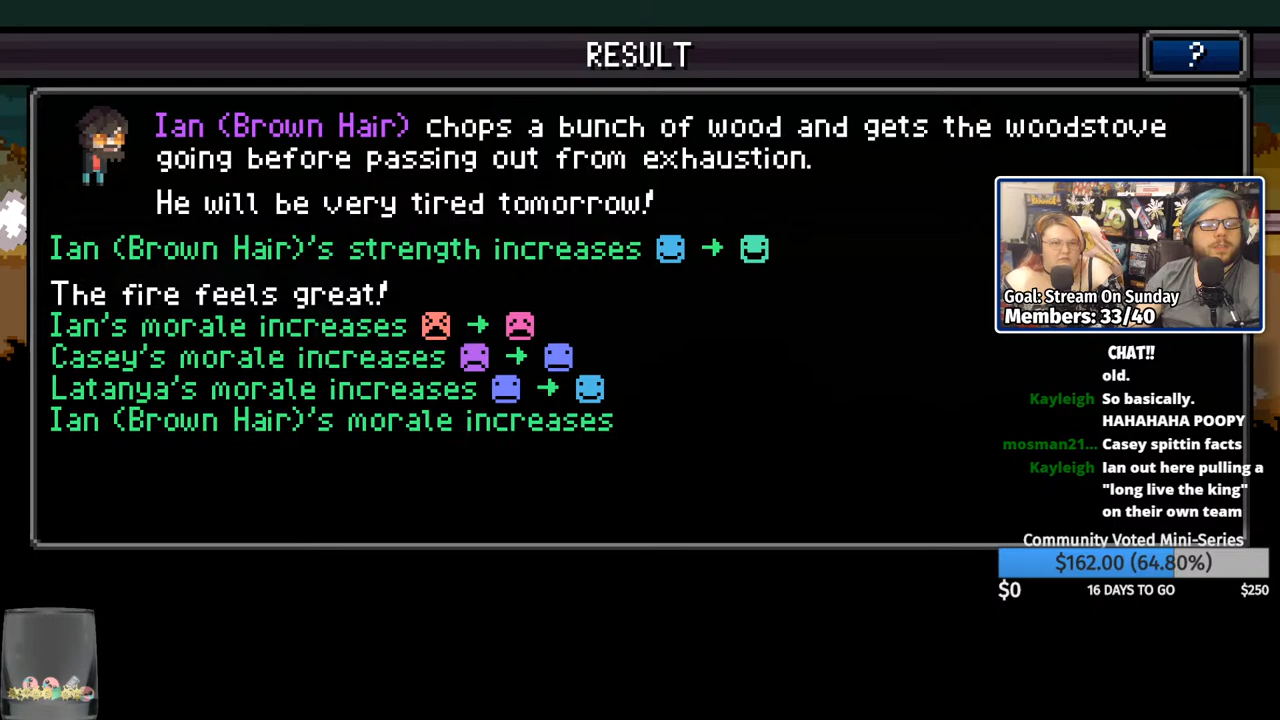 RESULT
?
Ian (Brown Hair) chops a bunch of wood and gets the woodstove
going before passing out from exhaustion.
He will be very tired tomorrow!
Ian (Brown Hair)'s strength increases →
The fire feels great!
Ian's morale increases →
Casey's morale increases →
Latanya's morale increases →
Ian (Brown Hair)'s morale increases
Goal: Stream On Sunday
Members: 33/40
CHAT!!
old.
Kayleigh So basically.
HAHAHAHA POOPY
mosman21... Casey spittin facts
Kayleigh Ian out here pulling a
"long live the king"
on their own team
Community Voted Mini-Series
$162.00 (64.80%)
$0 16 DAYS TO GO $250